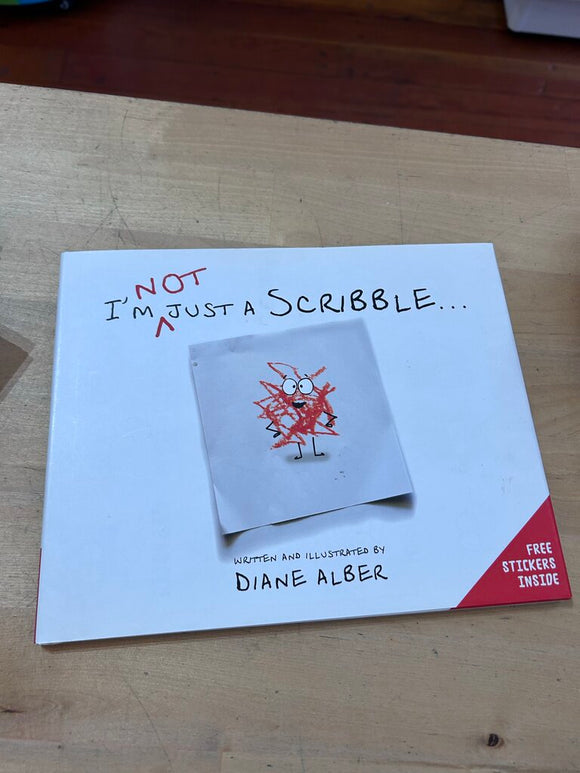 I'M NOT JUST A SCRIBBLE...
WRITTEN AND ILLUSTRATED BY
DIANE ALBER
FREE
STICKERS
INSIDE